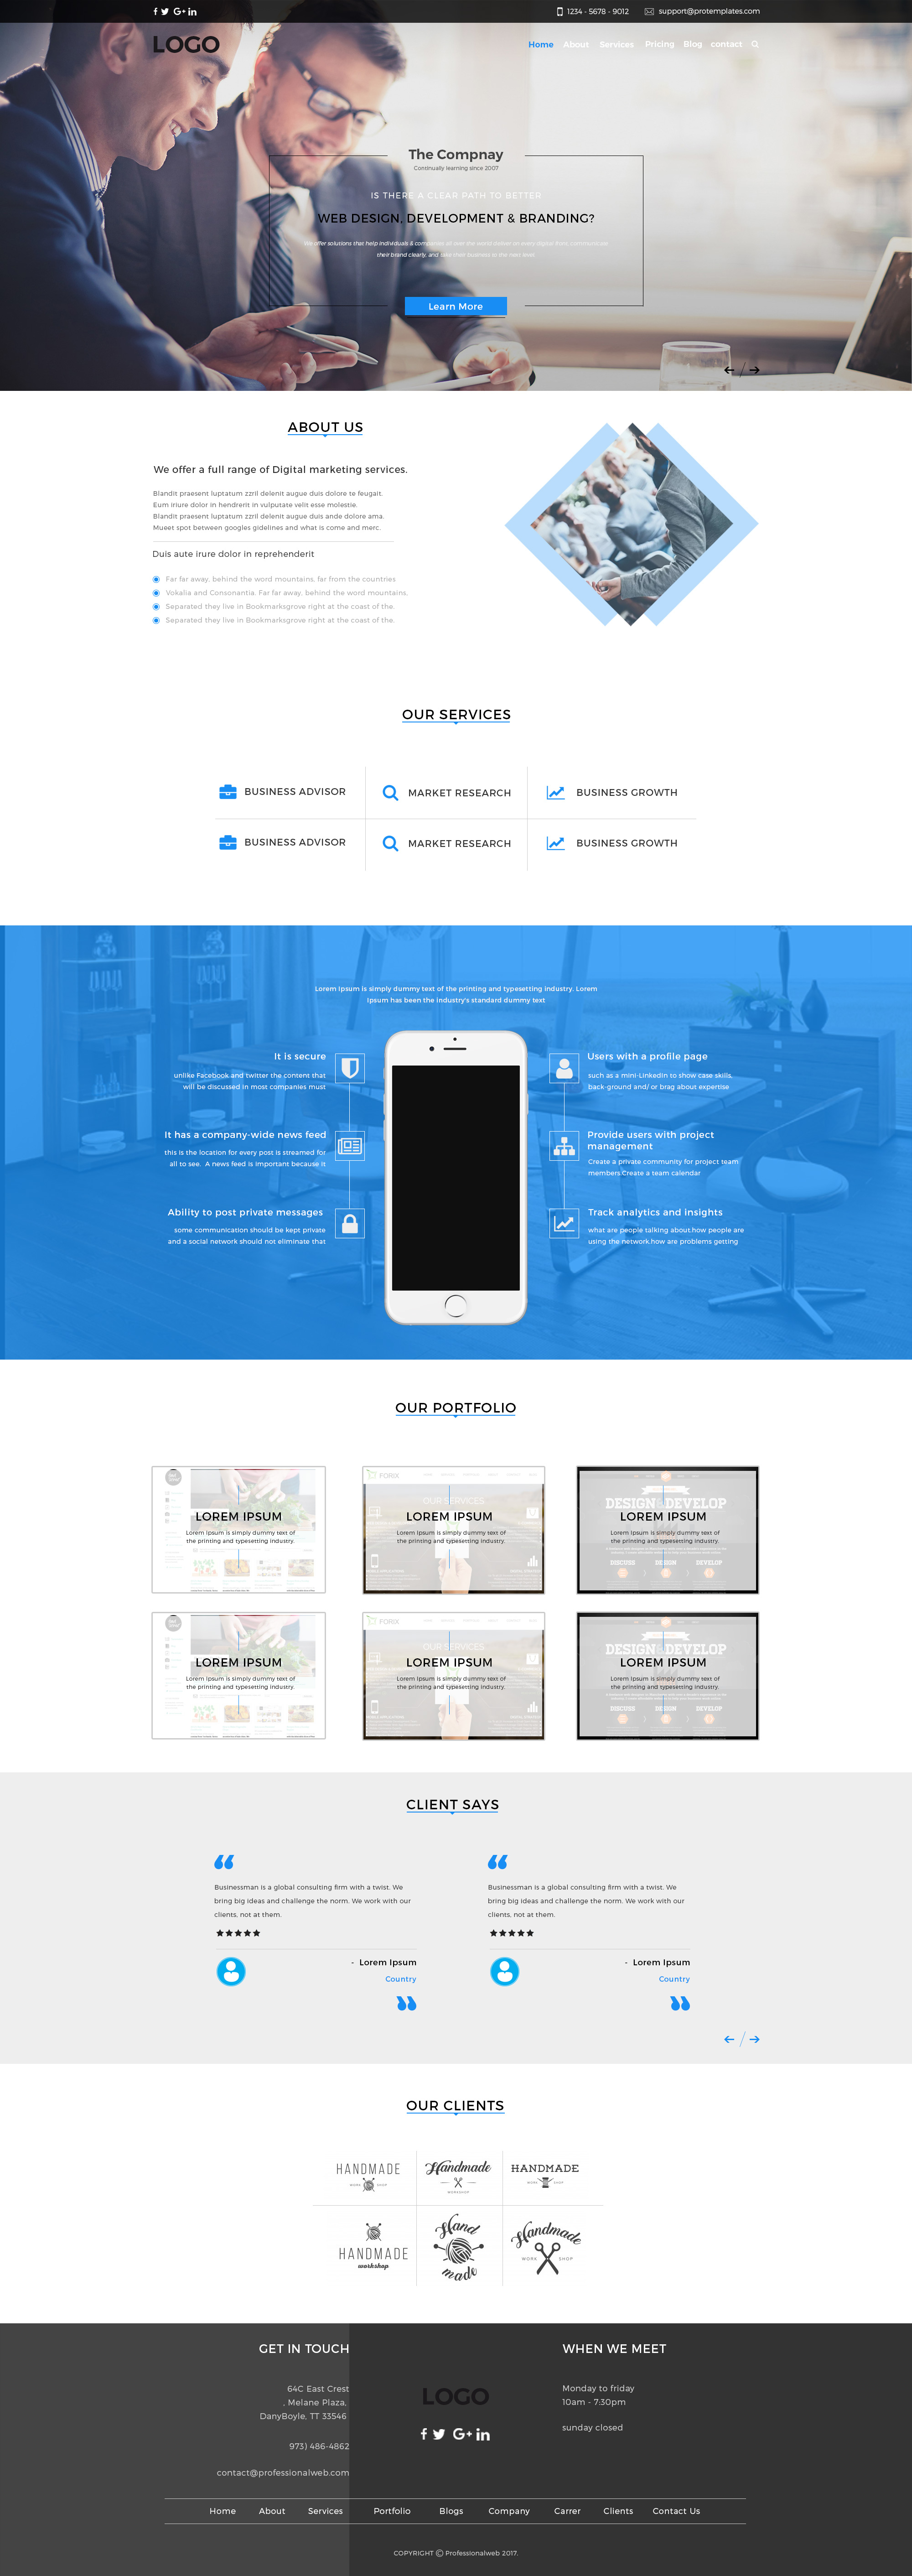 1234 - 5678 - 9012
support@protemplates.com
LOGO
Home About Services Pricing Blog contact
The Compnay
Continually learning since 2007
IS THERE A CLEAR PATH TO BETTER
WEB DESIGN, DEVELOPMENT & BRANDING?
We offer solutions that help individuals & companies all over the world deliver on every digital front, communicate
their brand clearly, and take their business to the next level.
Learn More
ABOUT US
We offer a full range of Digital marketing services.
Blandit praesent luptatum zzril delenit augue duis dolore te feugait.
Eum iriure dolor in hendrerit in vulputate velit esse molestie.
Blandit praesent luptatum zzril delenit augue duis ande dolore ama.
Mueet spot between googles gidelines and what is come and merc.
Duis aute irure dolor in reprehenderit
Far far away, behind the word mountains, far from the countries
Vokalia and Consonantia, Far far away, behind the word mountains,
Separated they live in Bookmarksgrove right at the coast of the.
Separated they live in Bookmarksgrove right at the coast of the.
OUR SERVICES
BUSINESS ADVISOR
MARKET RESEARCH
BUSINESS GROWTH
BUSINESS ADVISOR
MARKET RESEARCH
BUSINESS GROWTH
Lorem Ipsum is simply dummy text of the printing and typesetting industry. Lorem
Ipsum has been the industry's standard dummy text
It is secure
unlike Facebook and twitter the content that
will be discussed in most companies must
It has a company-wide news feed
this is the location for every post is streamed for
all to see. A news feed is important because it
Ability to post private messages
some communication should be kept private
and a social network should not eliminate that
Users with a profile page
such as a mini-Linkedin to show case skills,
back-ground and/ or brag about expertise
Provide users with project
management
Create a private community for project team
members.Create a team calendar
Track analytics and insights
what are people talking about.how people are
using the network.how are problems getting
OUR PORTFOLIO
LOREM IPSUM
Lorem Ipsum is simply dummy text of
the printing and typesetting industry.
FORIX
OUR SERVICES
LOREM IPSUM
Lorem Ipsum is simply dummy text of
the printing and typesetting industry.
DESIGN DEVELOP
LOREM IPSUM
Lorem Ipsum is simply dummy text of
the printing and typesetting industry.
DISCUSS DESIGN DEVELOP
LOREM IPSUM
Lorem Ipsum is simply dummy text of
the printing and typesetting industry.
FORIX
OUR SERVICES
LOREM IPSUM
Lorem Ipsum is simply dummy text of
the printing and typesetting industry.
DESIGN DEVELOP
LOREM IPSUM
Lorem Ipsum is simply dummy text of
the printing and typesetting industry.
DISCUSS DESIGN DEVELOP
CLIENT SAYS
Businessman is a global consulting firm with a twist. We
bring big ideas and challenge the norm. We work with our
clients, not at them.
- Lorem Ipsum
Country
Businessman is a global consulting firm with a twist. We
bring big ideas and challenge the norm. We work with our
clients, not at them.
- Lorem Ipsum
Country
OUR CLIENTS
HANDMADE
WORK SHOP
Handmade
WORKSHOP
HANDMADE
WORK SHOP
HANDMADE
workshop
Hand
made
Handmade
WORK SHOP
GET IN TOUCH
64C East Crest
, Melane Plaza,
DanyBoyle, TT 33546
973) 486-4862
contact@professionalweb.com
LOGO
WHEN WE MEET
Monday to friday
10am - 7:30pm
sunday closed
Home About Services Portfolio Blogs Company Carrer Clients Contact Us
COPYRIGHT © Professionalweb 2017.